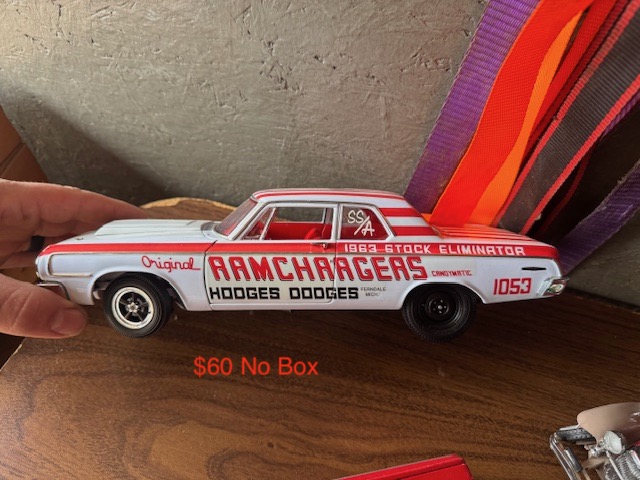 SS/A
1963 STOCK ELIMINATOR
Original RAMCHARGERS CANDYMATIC
HODGES DODGES FERNDALE MICH.
1053
$60 No Box